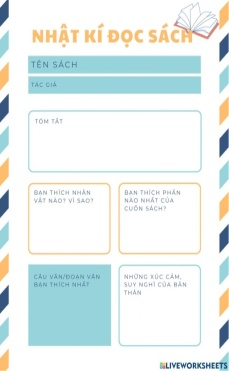 NHẬT KÍ ĐỌC SÁCH
TÊN SÁCH
TÁC GIẢ
TÓM TẮT
BẠN THÍCH NHÂN
VẬT NÀO? VÌ SAO?
BẠN THÍCH PHẦN
NÀO NHẤT CỦA
CUỐN SÁCH?
CÂU VĂN/ĐOẠN VĂN
BẠN THÍCH NHẤT
NHỮNG XÚC CẢM,
SUY NGHĨ CỦA BẢN
THÂN
LIVEWORKSHEETS